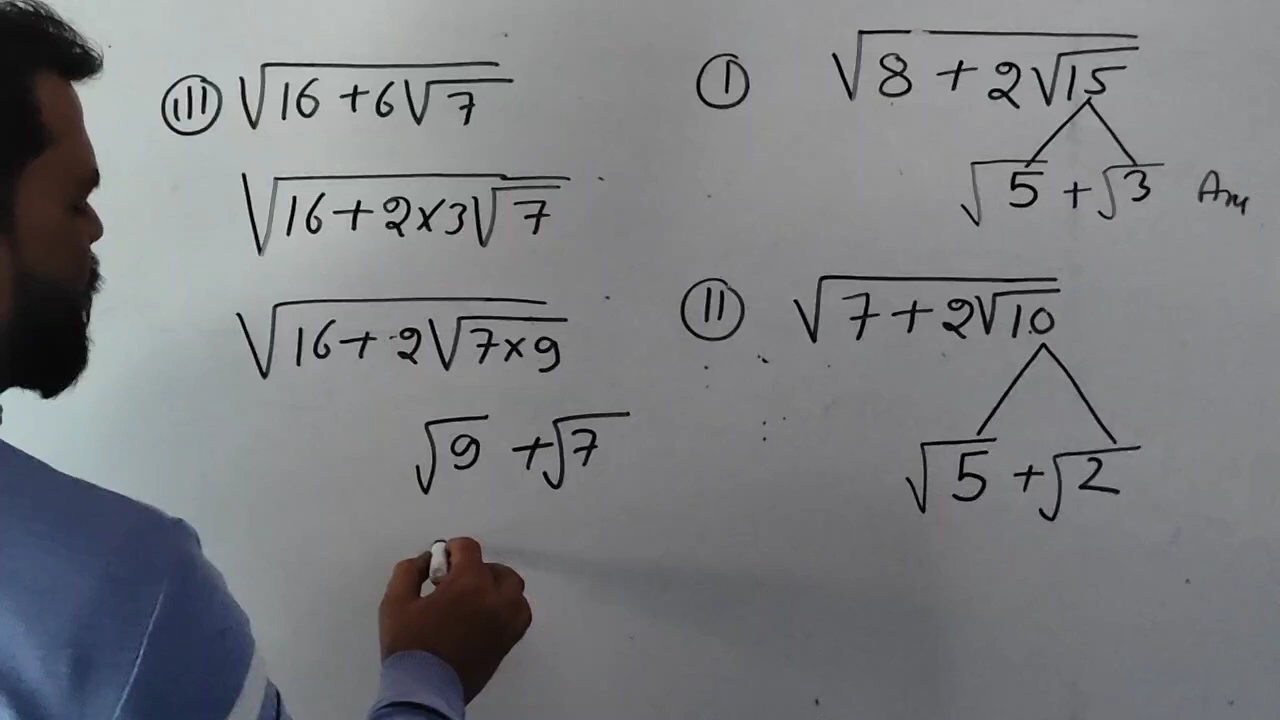 (III) √(16+6√7)
√(16+2×3√7)
√(16+2√(7×9))
√9 +√7
(I) √(8+2√15)
√5 +√3 Ans
(II) √(7+2√10)
√5 +√2